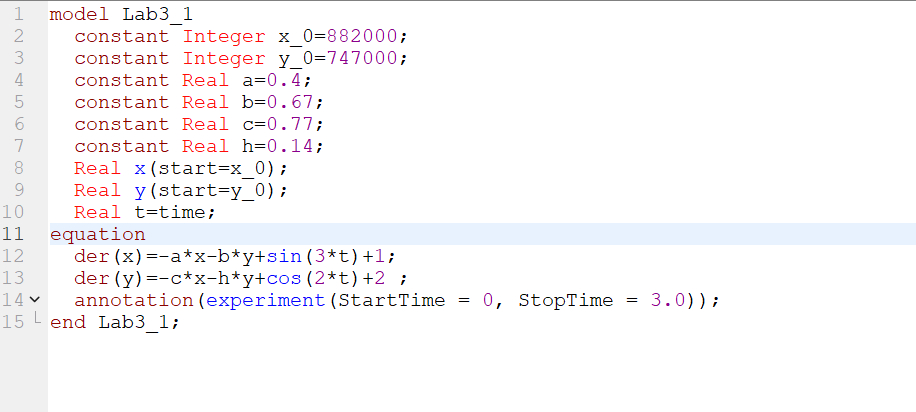 1 model Lab3_1
2   constant Integer x_0=882000;
3   constant Integer y_0=747000;
4   constant Real a=0.4;
5   constant Real b=0.67;
6   constant Real c=0.77;
7   constant Real h=0.14;
8   Real x(start=x_0);
9   Real y(start=y_0);
10   Real t=time;
11 equation
12   der(x)=-a*x-b*y+sin(3*t)+1;
13   der(y)=-c*x-h*y+cos(2*t)+2 ;
14   annotation(experiment(StartTime = 0, StopTime = 3.0));
15 end Lab3_1;